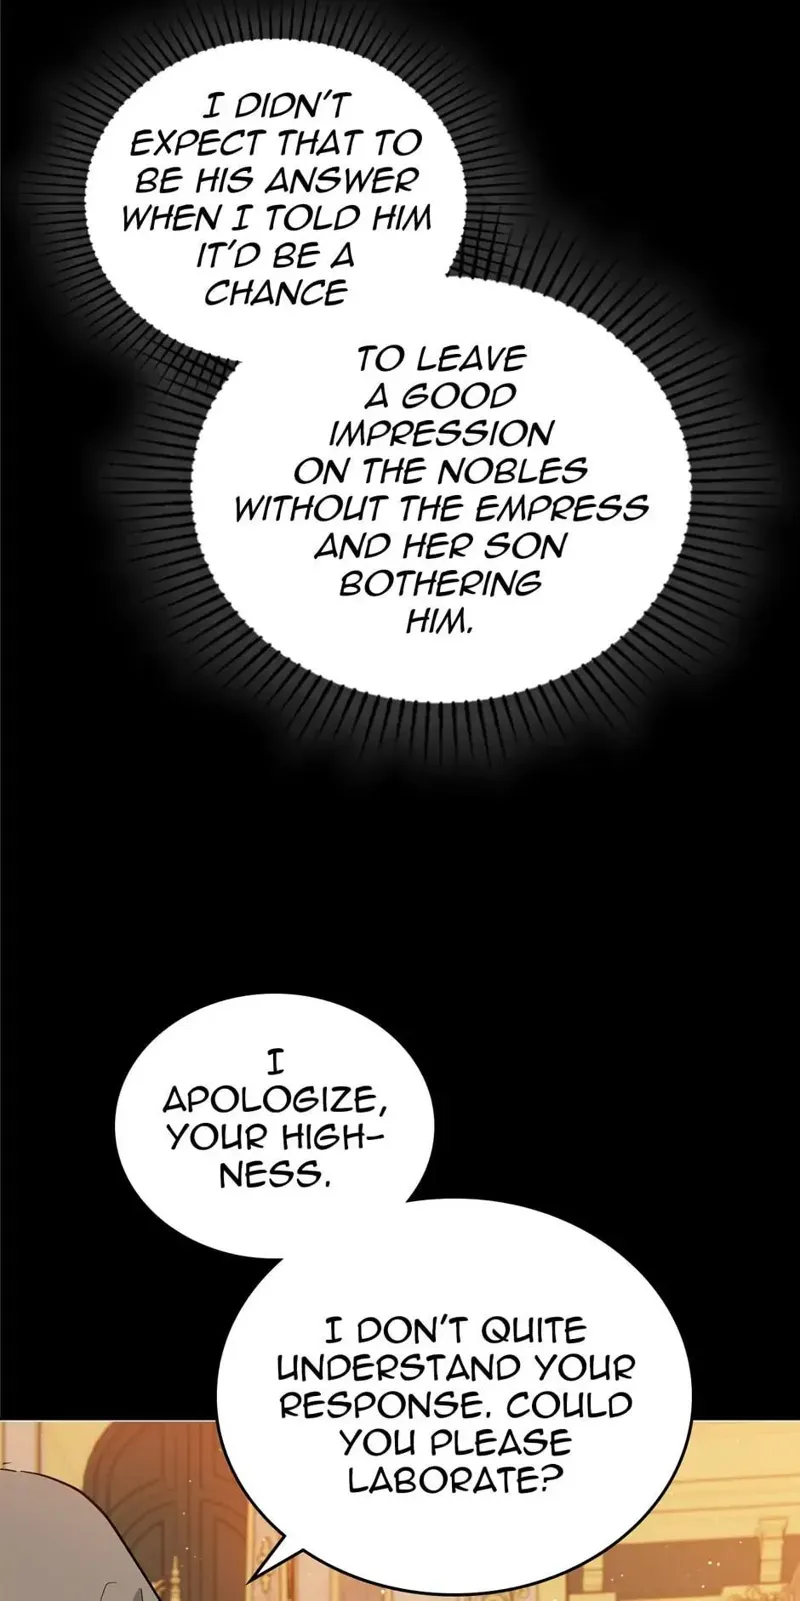 I DIDN'T
EXPECT THAT TO
BE HIS ANSWER
WHEN I TOLD HIM
IT'D BE A
CHANCE
TO LEAVE
A GOOD
IMPRESSION
ON THE NOBLES
WITHOUT THE EMPRESS
AND HER SON
BOTHERING
HIM.
I
APOLOGIZE,
YOUR HIGH-
NESS.
I DON'T QUITE
UNDERSTAND YOUR
RESPONSE. COULD
YOU PLEASE
LABORATE?